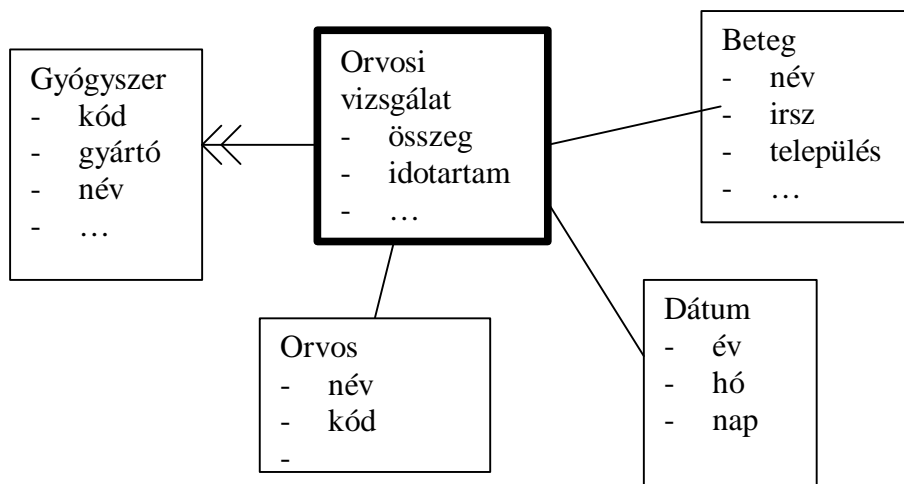 Gyógyszer
- kód
- gyártó
- név
- …
Orvosi
vizsgálat
- összeg
- idotartam
- …
Beteg
- név
- irsz
- település
- …
Orvos
- név
- kód
-
Dátum
- év
- hó
- nap